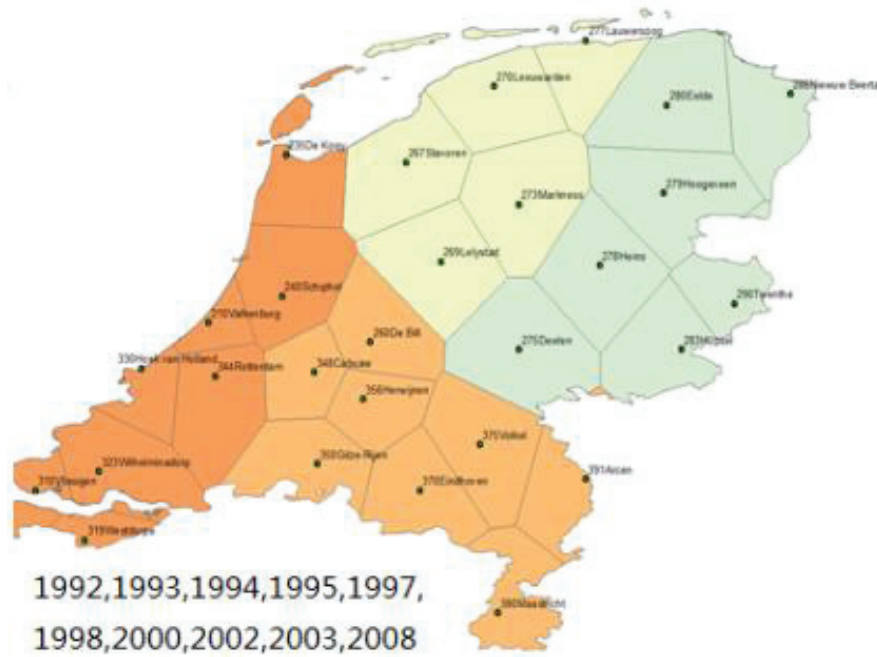 277Lauwersoog
270Leeuwarden
286Nieuw Beerta
280Eelde
235De Kooy
267Stavoren
279Hoogeveen
273Marknesse
269Lelystad
278Heino
240Schiphol
290Twenthe
210Valkenburg
260De Bilt
275Deelen
283Hupsel
330Hoek van Holland
344Rotterdam
348Cabauw
356Herwijnen
375Volkel
350Gilze-Rijen
323Wilhelminadorp
391Arcen
310Vlissingen
370Eindhoven
319Westdorpe
380Maastricht
1992,1993,1994,1995,1997,
1998,2000,2002,2003,2008